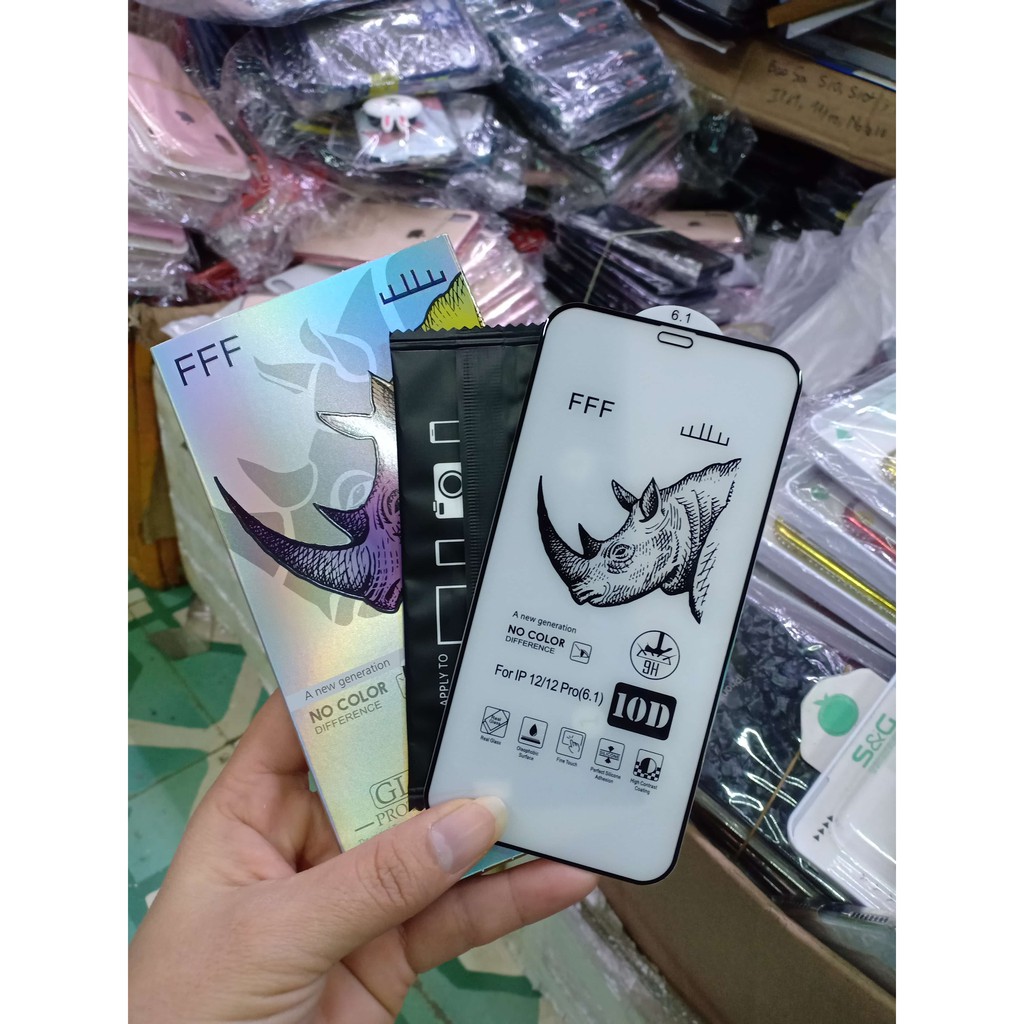 FFF
A new generation
NO COLOR
DIFFERENCE
APPLY TO
6.1
FFF
A new generation
NO COLOR
DIFFERENCE
9H
For IP 12/12 Pro(6.1)
10D
Real Glass
Oleophobic
Surface
Fine Touch
Perfect Silicone
Adhesion
High Contrast
Coating
S&G